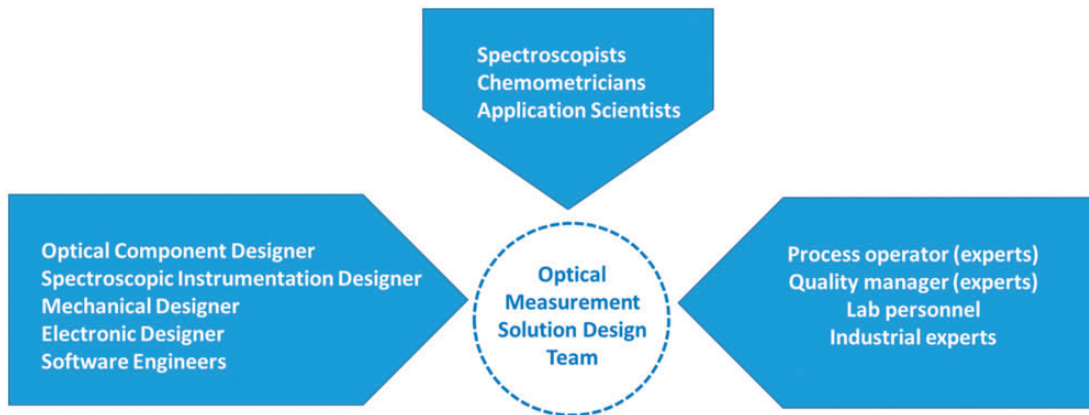 Spectroscopists
Chemometricians
Application Scientists
Optical Component Designer
Spectroscopic Instrumentation Designer
Mechanical Designer
Electronic Designer
Software Engineers
Optical
Measurement
Solution Design
Team
Process operator (experts)
Quality manager (experts)
Lab personnel
Industrial experts